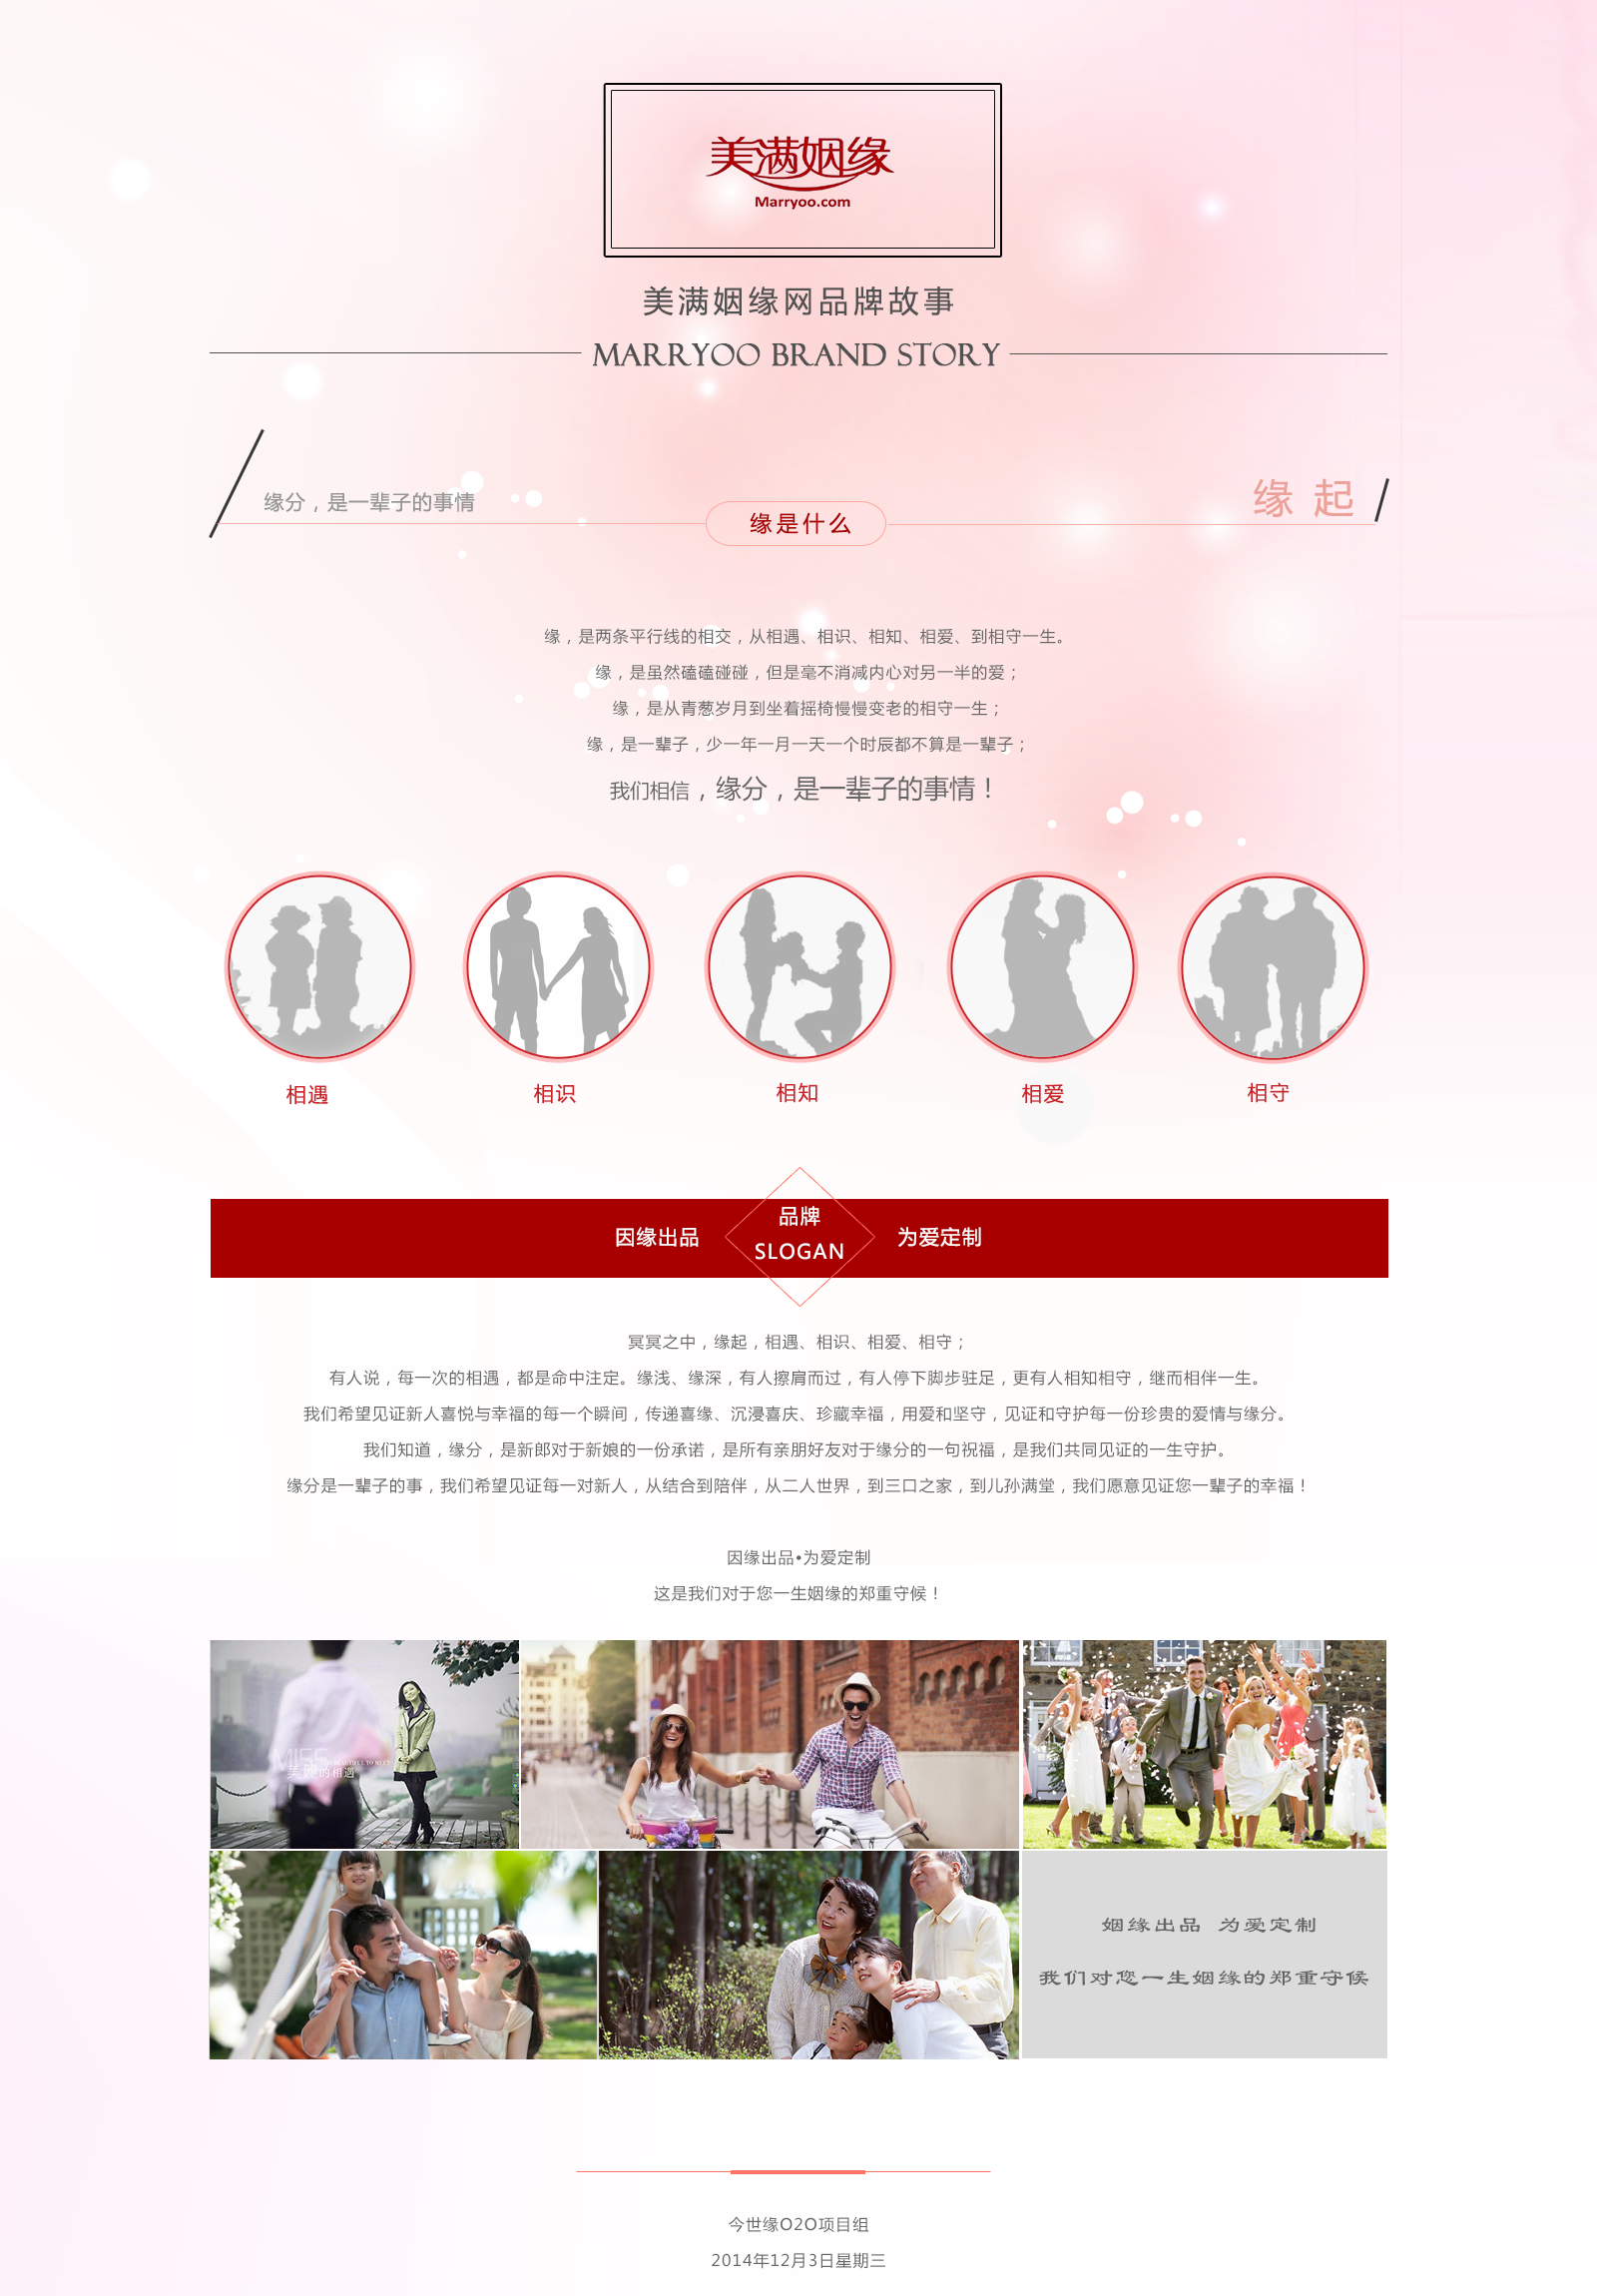 美满姻缘
Marryoo.com
美满姻缘网品牌故事
MARRYOO BRAND STORY
缘分，是一辈子的事情
缘是什么
缘 起
缘，是两条平行线的相交，从相遇、相识、相知、相爱、到相守一生。
缘，是虽然磕磕碰碰，但是毫不消减内心对另一半的爱；
缘，是从青葱岁月到坐着摇椅慢慢变老的相守一生；
缘，是一辈子，少一年一月一天一个时辰都不算是一辈子；
我们相信，缘分，是一辈子的事情！
相遇
相识
相知
相爱
相守
因缘出品
品牌
SLOGAN
为爱定制
冥冥之中，缘起，相遇、相识、相爱、相守；
有人说，每一次的相遇，都是命中注定。缘浅、缘深，有人擦肩而过，有人停下脚步驻足，更有人相知相守，继而相伴一生。
我们希望见证新人喜悦与幸福的每一个瞬间，传递喜缘、沉浸喜庆、珍藏幸福，用爱和坚守，见证和守护每一份珍贵的爱情与缘分。
我们知道，缘分，是新郎对于新娘的一份承诺，是所有亲朋好友对于缘分的一句祝福，是我们共同见证的一生守护。
缘分是一辈子的事，我们希望见证每一对新人，从结合到陪伴，从二人世界，到三口之家，到儿孙满堂，我们愿意见证您一辈子的幸福！
因缘出品•为爱定制
这是我们对于您一生姻缘的郑重守候！
MISS
美妙的相遇
姻缘出品 为爱定制
我们对您一生姻缘的郑重守候
今世缘O2O项目组
2014年12月3日星期三